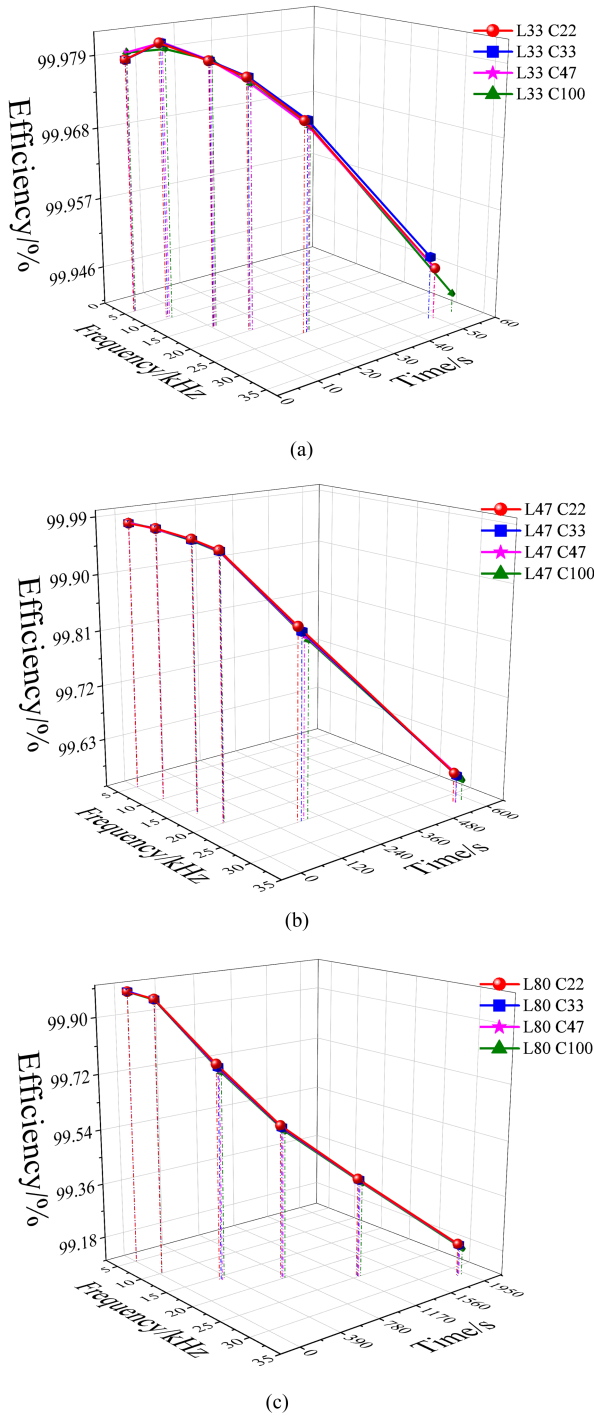 L33 C22
L33 C33
L33 C47
L33 C100
99.979
99.968
99.957
99.946
Efficiency/%
0
5
10
15
20
25
30
35
Frequency/kHz
0
10
20
30
40
50
60
Time/s
(a)
L47 C22
L47 C33
L47 C47
L47 C100
99.99
99.90
99.81
99.72
99.63
Efficiency/%
5
10
15
20
25
30
35
Frequency/kHz
0
120
240
360
480
600
Time/s
(b)
L80 C22
L80 C33
L80 C47
L80 C100
99.90
99.72
99.54
99.36
99.18
Efficiency/%
5
10
15
20
25
30
35
Frequency/kHz
0
390
780
1170
1560
1950
Time/s
(c)